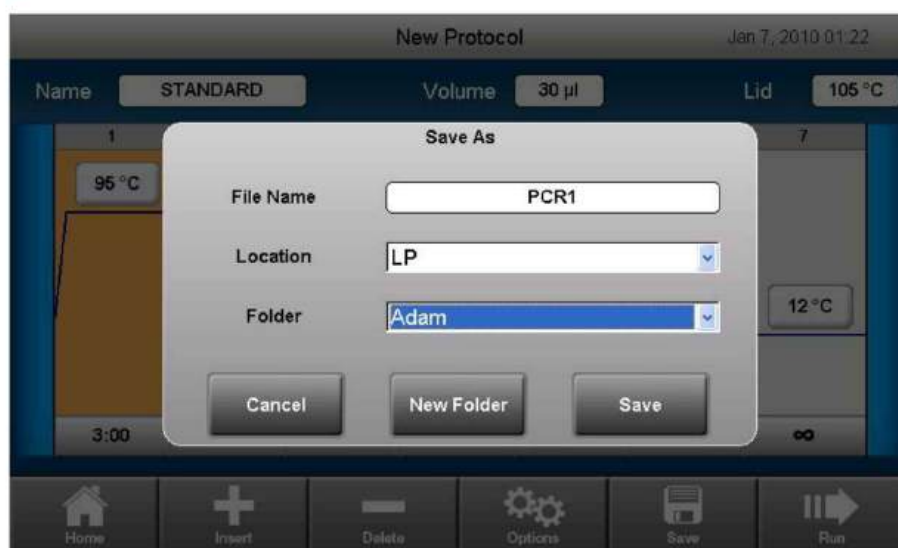 New Protocol Jan 7, 2010 01:22
Name STANDARD Volume 30 µl Lid 105 °C
1 Save As 7
95 °C
File Name PCR1
Location LP
Folder Adam
12 °C
Cancel New Folder Save
3:00 ∞
Home Insert Delete Options Save Run